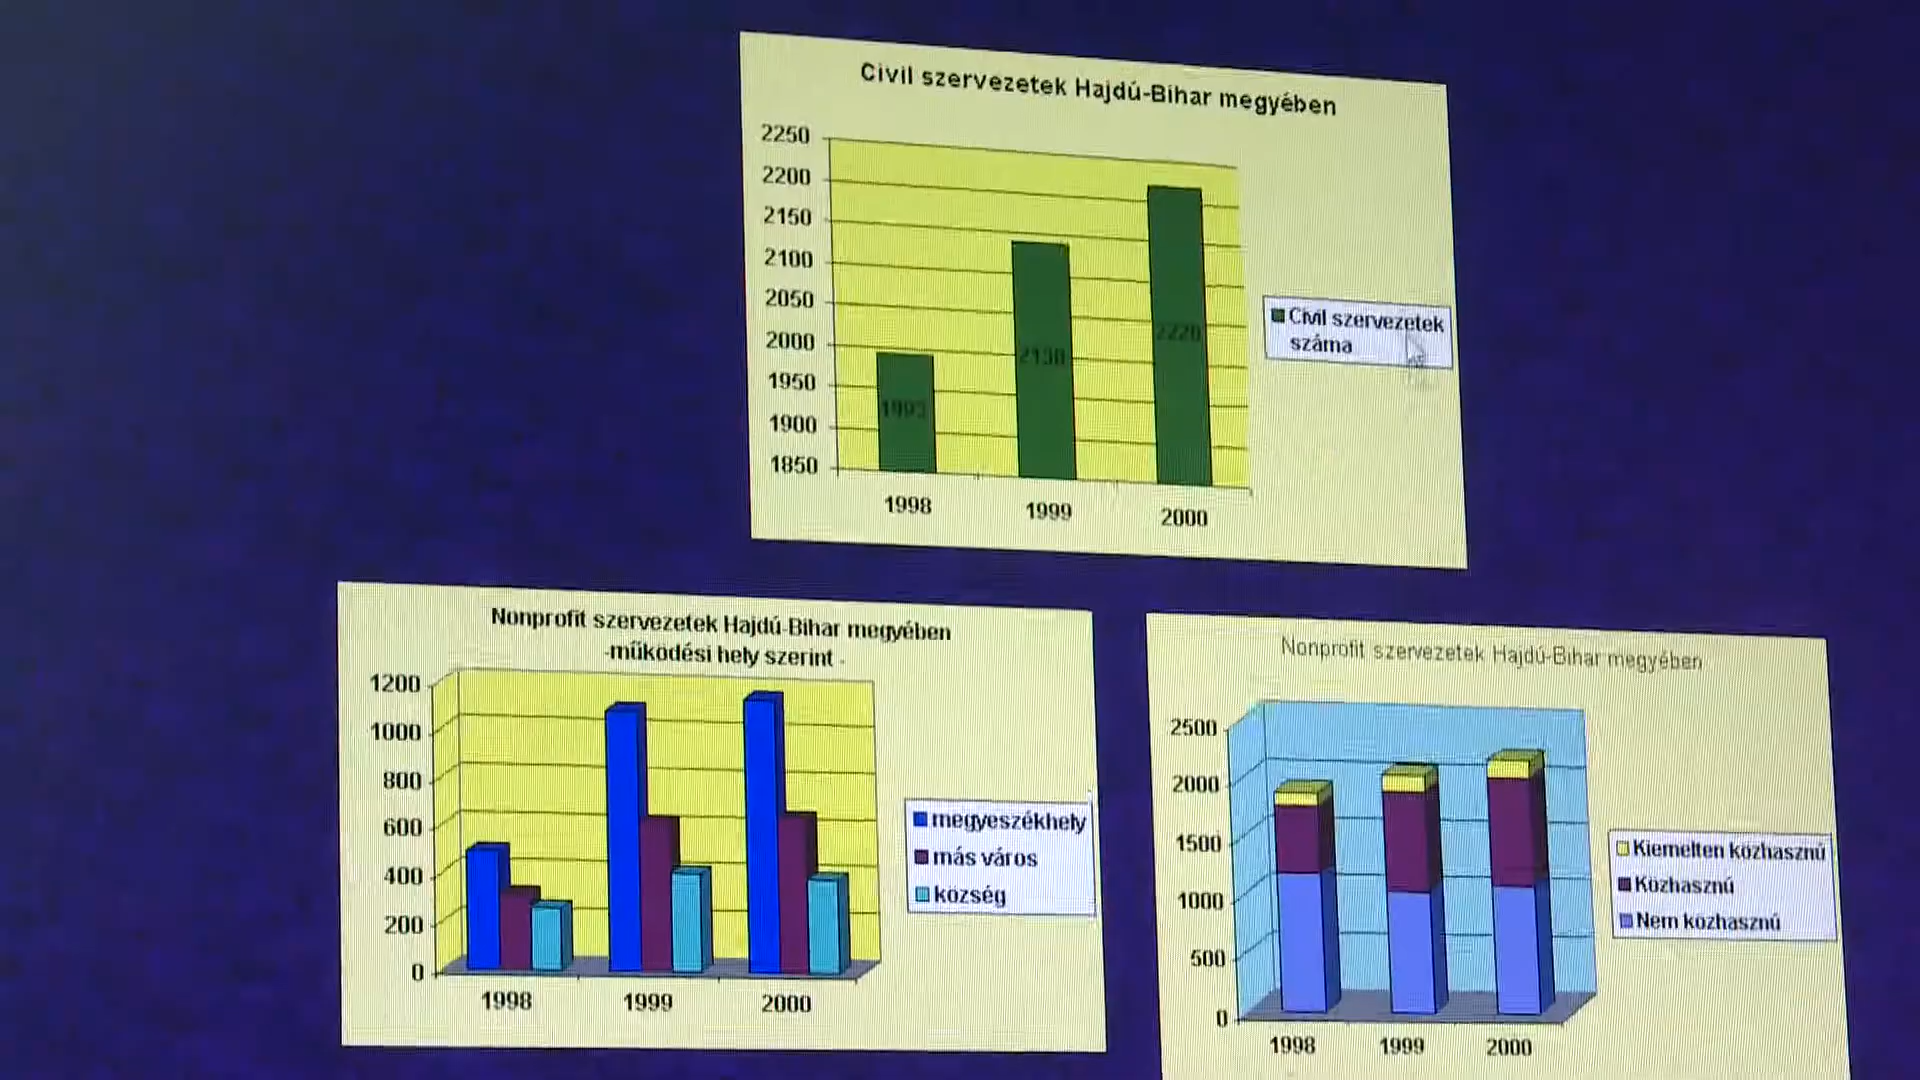 Civil szervezetek Hajdú-Bihar megyében
2250
2200
2150
2100
2050
2000
1950
1900
1850
2220
1998
1999
2000
Civil szervezetek
száma
Nonprofit szervezetek Hajdú-Bihar megyében
-működési hely szerint -
1200
1000
800
600
400
200
0
1998
1999
2000
megyeszékhely
más város
község
Nonprofit szervezetek Hajdú-Bihar megyében
2500
2000
1500
1000
500
0
1998
1999
2000
Kiemelten közhasznú
Közhasznú
Nem közhasznú